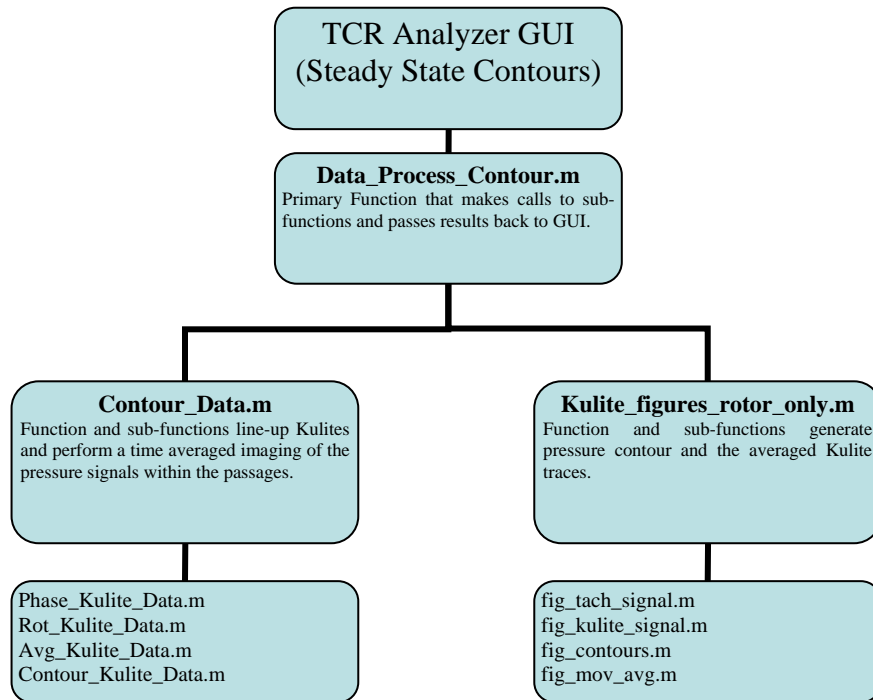 TCR Analyzer GUI
(Steady State Contours)
Data_Process_Contour.m
Primary Function that makes calls to sub-
functions and passes results back to GUI.
Contour_Data.m
Function and sub-functions line-up Kulites
and perform a time averaged imaging of the
pressure signals within the passages.
Kulite_figures_rotor_only.m
Function and sub-functions generate
pressure contour and the averaged Kulite
traces.
Phase_Kulite_Data.m
Rot_Kulite_Data.m
Avg_Kulite_Data.m
Contour_Kulite_Data.m
fig_tach_signal.m
fig_kulite_signal.m
fig_contours.m
fig_mov_avg.m